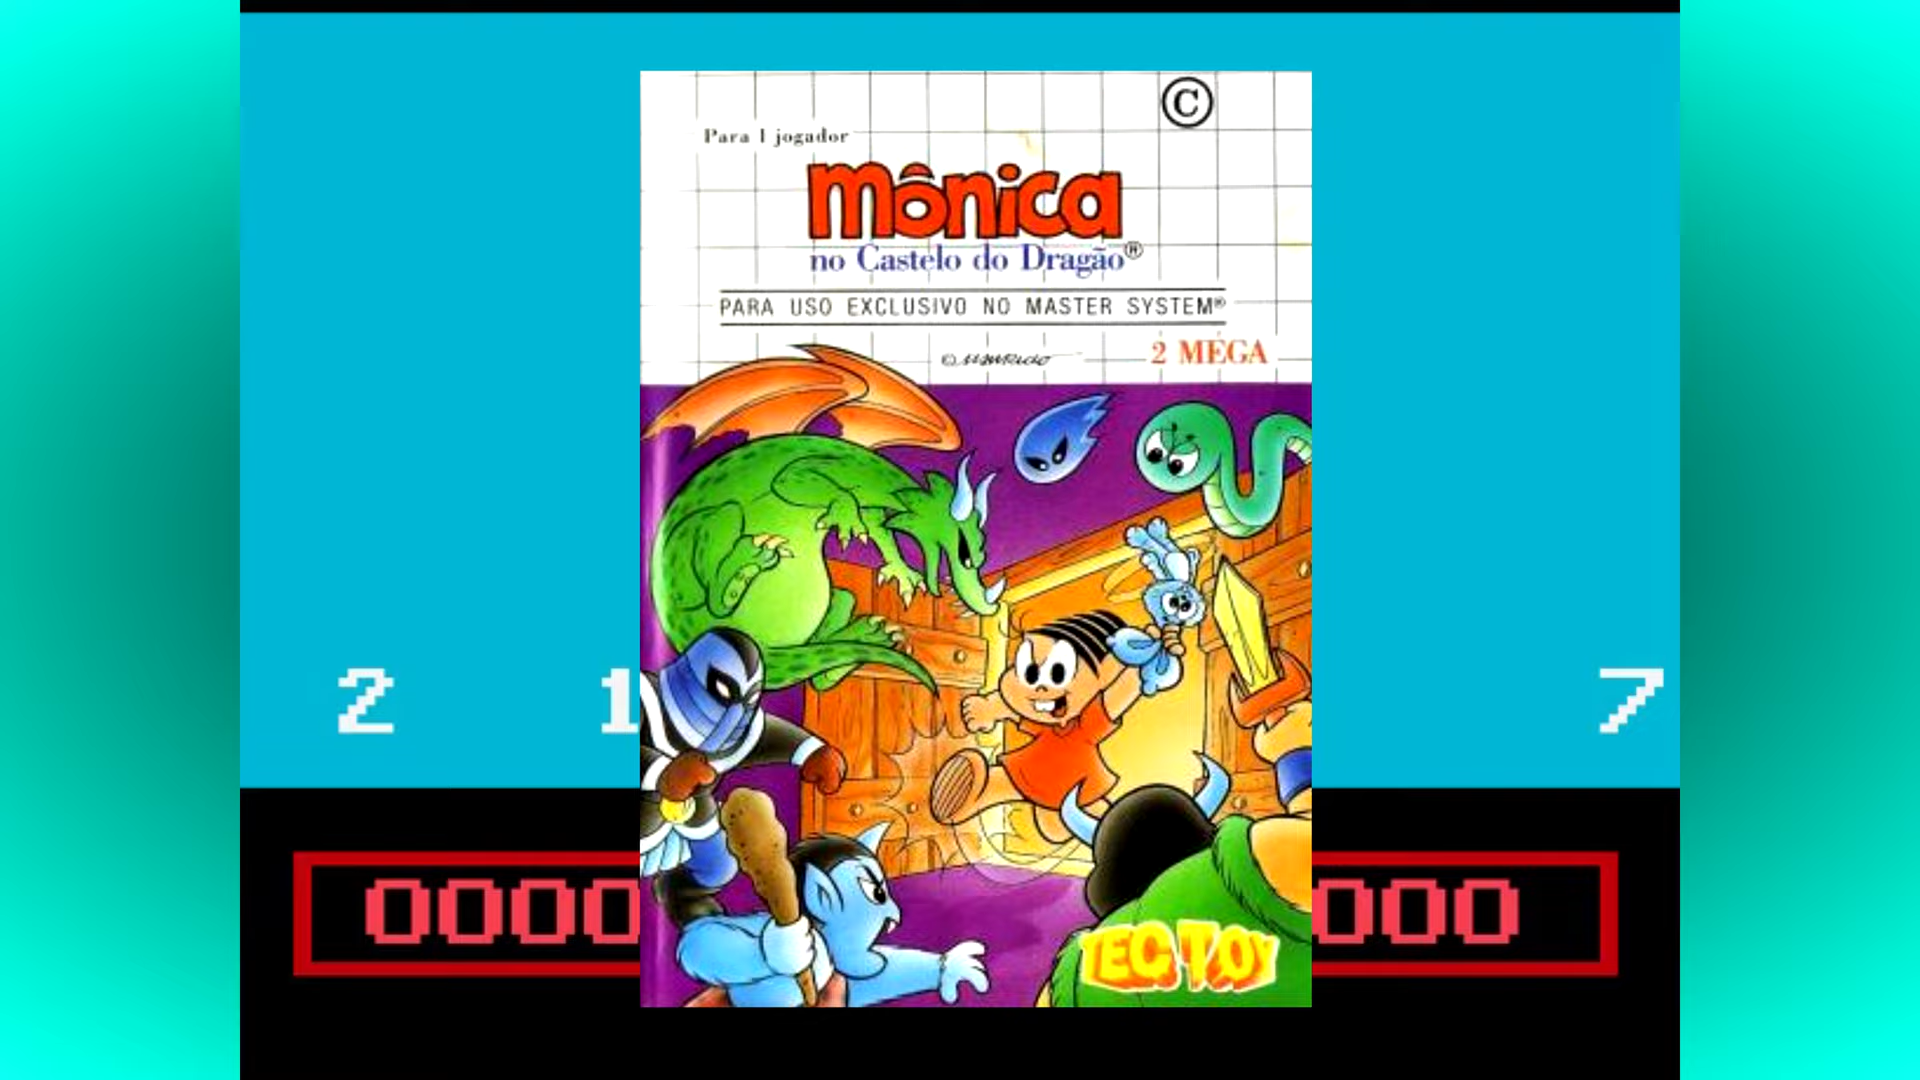 ©
Para 1 jogador
mônica
no Castelo do Dragão®
PARA USO EXCLUSIVO NO MASTER SYSTEM®
© MAURICIO
2 MEGA
2 1 7
0000 000
TEC TOY